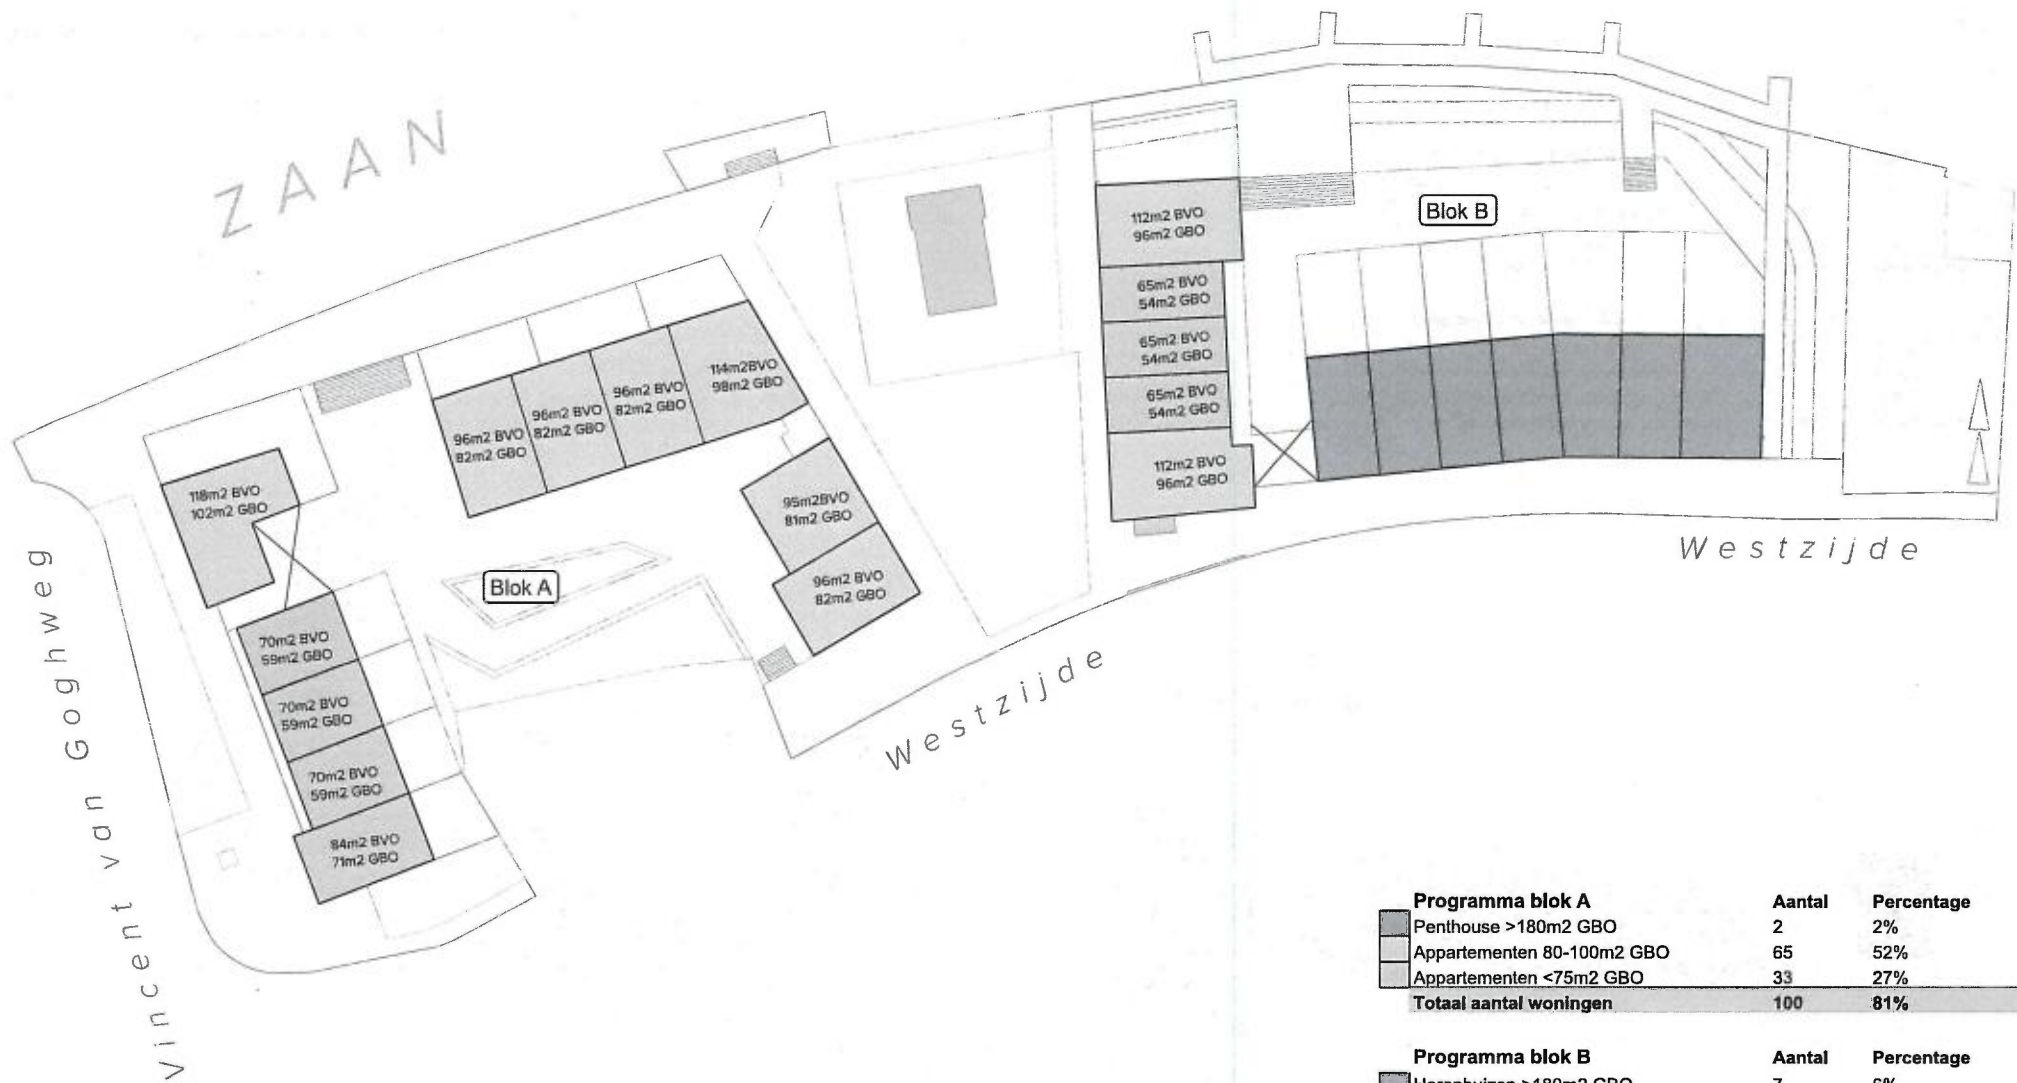 ZAAN
Blok B
112m2 BVO
96m2 GBO
65m2 BVO
54m2 GBO
65m2 BVO
54m2 GBO
65m2 BVO
54m2 GBO
112m2 BVO
96m2 GBO
114m2BVO
98m2 GBO
96m2 BVO
82m2 GBO
96m2 BVO
82m2 GBO
96m2 BVO
82m2 GBO
118m2 BVO
102m2 GBO
95m2BVO
81m2 GBO
96m2 BVO
82m2 GBO
Blok A
70m2 BVO
59m2 GBO
70m2 BVO
59m2 GBO
70m2 BVO
59m2 GBO
84m2 BVO
71m2 GBO
Westzijde
Westzijde
Vincent van Goghweg
Programma blok A Aantal Percentage
Penthouse >180m2 GBO 2 2%
Appartementen 80-100m2 GBO 65 52%
Appartementen <75m2 GBO 33 27%
Totaal aantal woningen 100 81%
Programma blok B Aantal Percentage
Herenhuizen >180m2 GBO 7 6%